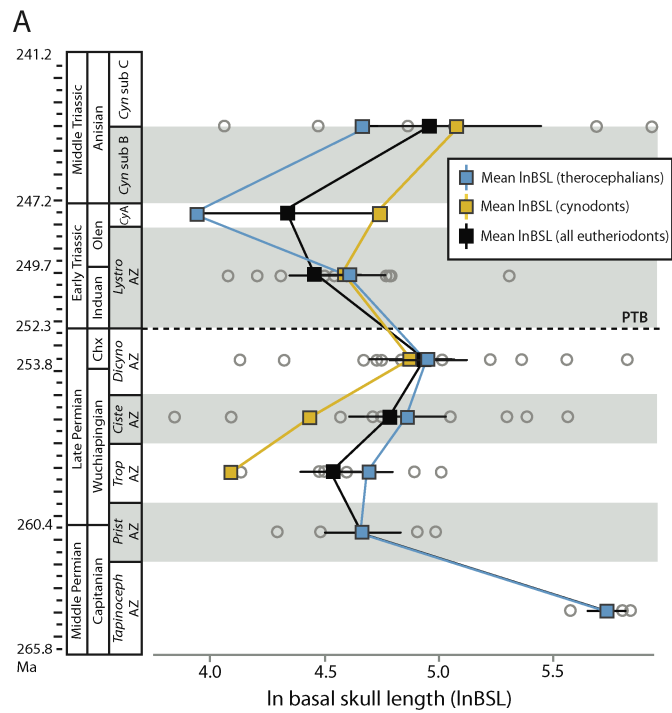 A
241.2
247.2
249.7
252.3
253.8
260.4
265.8
Ma
Middle Triassic
Early Triassic
Late Permian
Middle Permian
Anisian
Olen
Induan
Chx
Wuchiapingian
Capitanian
Cyn sub C
Cyn sub B
CyA
Lystro
AZ
Dicyno
AZ
Ciste
AZ
Trop
AZ
Prist
AZ
Tapinoceph
AZ
Mean lnBSL (therocephalians)
Mean lnBSL (cynodonts)
Mean lnBSL (all eutheriodonts)
PTB
4.0
4.5
5.0
5.5
ln basal skull length (lnBSL)